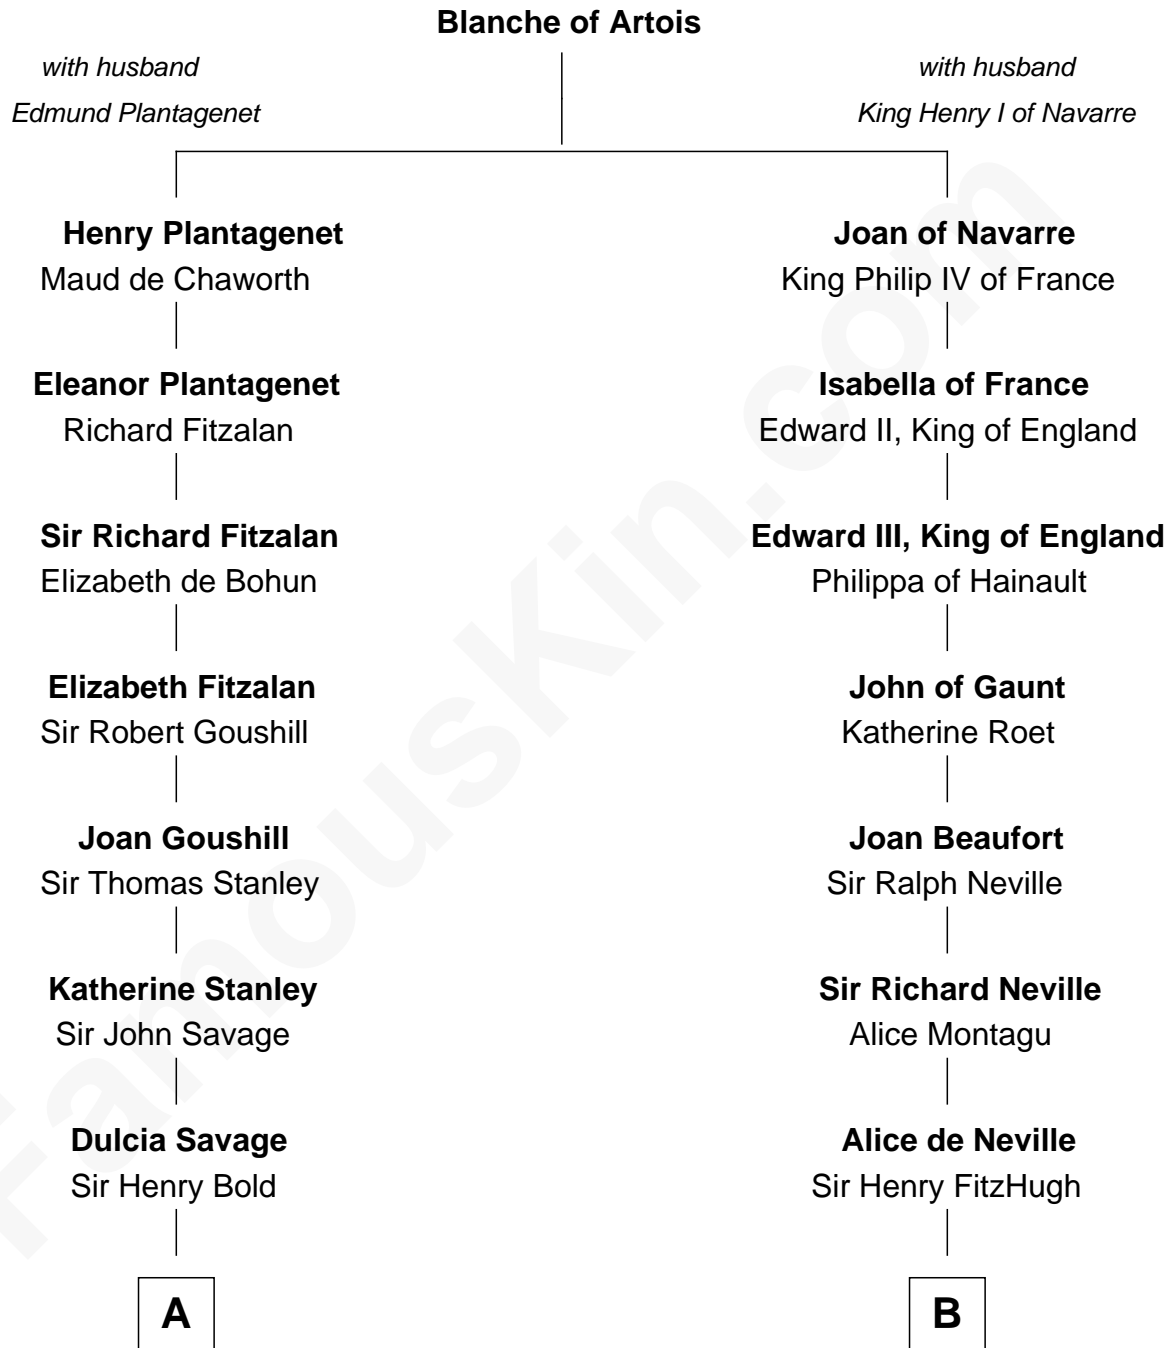 Blanche of Artois
with husband
Edmund Plantagenet
with husband
King Henry I of Navarre
Henry Plantagenet
Maud de Chaworth
Joan of Navarre
King Philip IV of France
Eleanor Plantagenet
Richard Fitzalan
Isabella of France
Edward II, King of England
Sir Richard Fitzalan
Elizabeth de Bohun
Edward III, King of England
Philippa of Hainault
Elizabeth Fitzalan
Sir Robert Goushill
John of Gaunt
Katherine Roet
Joan Goushill
Sir Thomas Stanley
Joan Beaufort
Sir Ralph Neville
Katherine Stanley
Sir John Savage
Sir Richard Neville
Alice Montagu
Dulcia Savage
Sir Henry Bold
Alice de Neville
Sir Henry FitzHugh
A
B
FamousKin.com